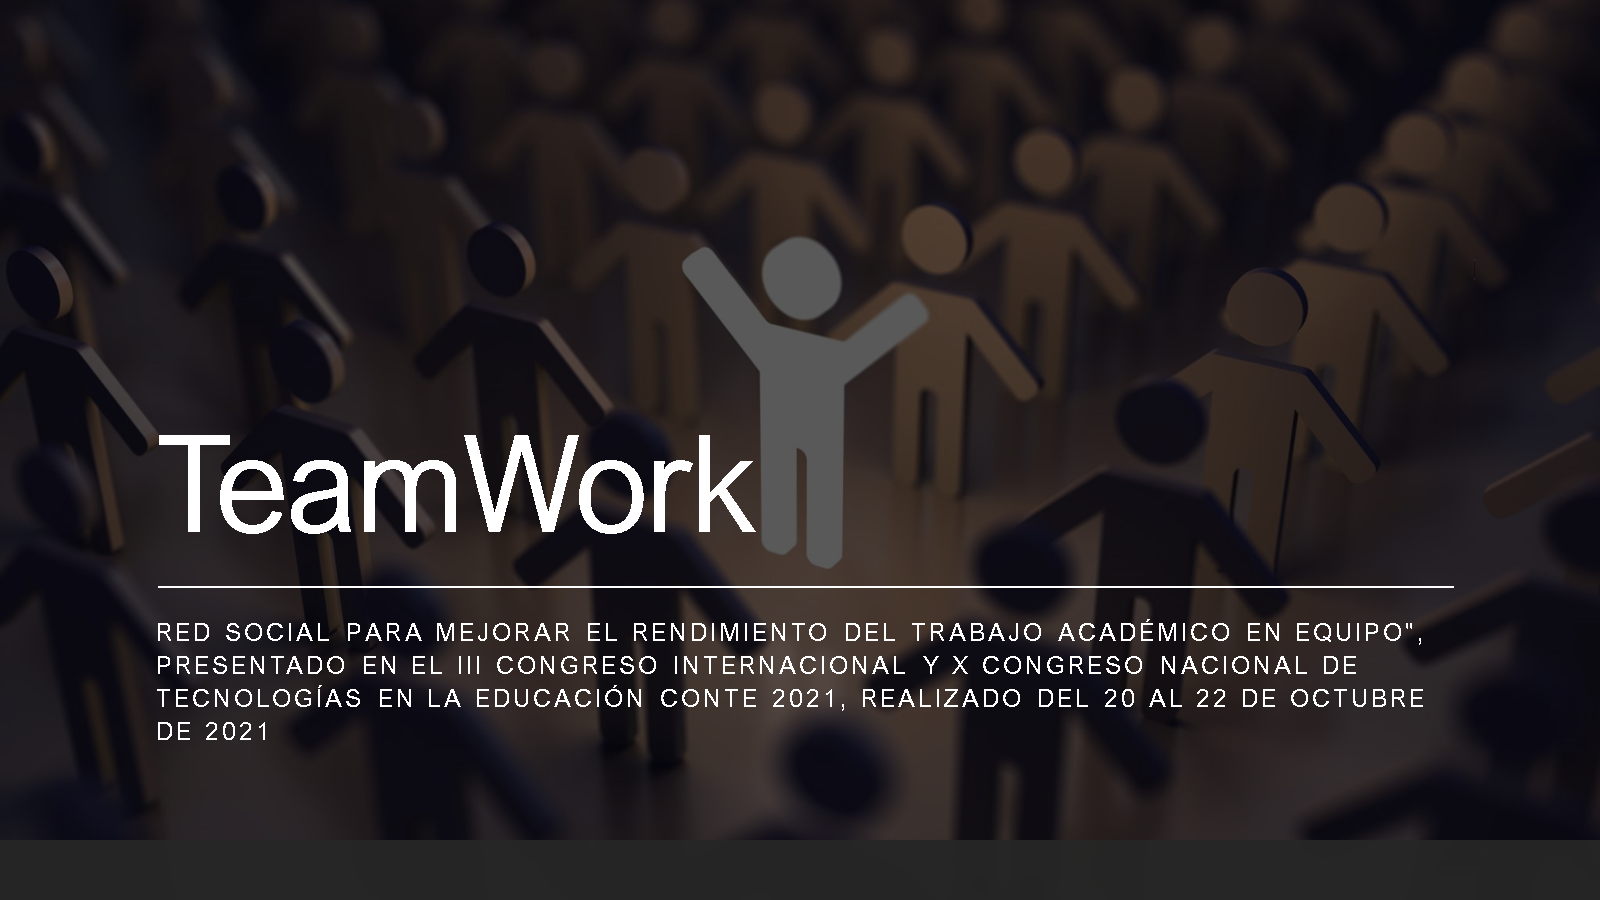 TeamWork
RED SOCIAL PARA MEJORAR EL RENDIMIENTO DEL TRABAJO ACADÉMICO EN EQUIPO",
PRESENTADO EN EL III CONGRESO INTERNACIONAL Y X CONGRESO NACIONAL DE
TECNOLOGÍAS EN LA EDUCACIÓN CONTE 2021, REALIZADO DEL 20 AL 22 DE OCTUBRE
DE 2021